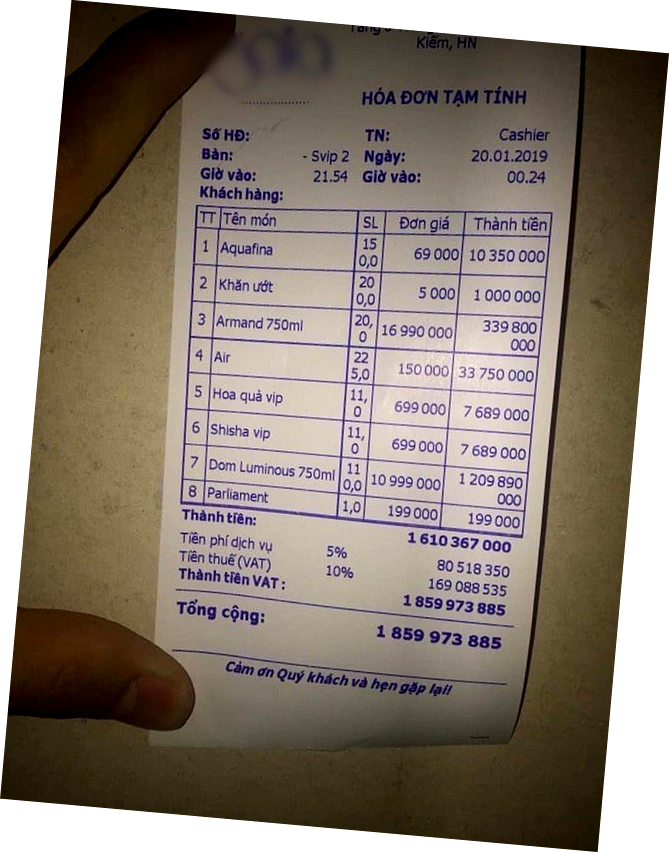 Kiếm, HN
HÓA ĐƠN TẠM TÍNH
Số HĐ: TN: Cashier
Bàn: - Svip 2 Ngày: 20.01.2019
Giờ vào: 21.54 Giờ vào: 00.24
Khách hàng:
TT Tên món SL Đơn giá Thành tiền
1 Aquafina 15 0,0 69 000 10 350 000
2 Khăn ướt 20 0,0 5 000 1 000 000
3 Armand 750ml 20, 0 16 990 000 339 800 000
4 Air 22 5,0 150 000 33 750 000
5 Hoa quả vip 11, 0 699 000 7 689 000
6 Shisha vip 11, 0 699 000 7 689 000
7 Dom Luminous 750ml 11 0,0 10 999 000 1 209 890 000
8 Parliament 1,0 199 000 199 000
Thành tiền: 1 610 367 000
Tiền phí dịch vụ 5% 80 518 350
Tiền thuế (VAT) 10% 169 088 535
Thành tiền VAT : 1 859 973 885
Tổng cộng: 1 859 973 885
Cảm ơn Quý khách và hẹn gặp lại!